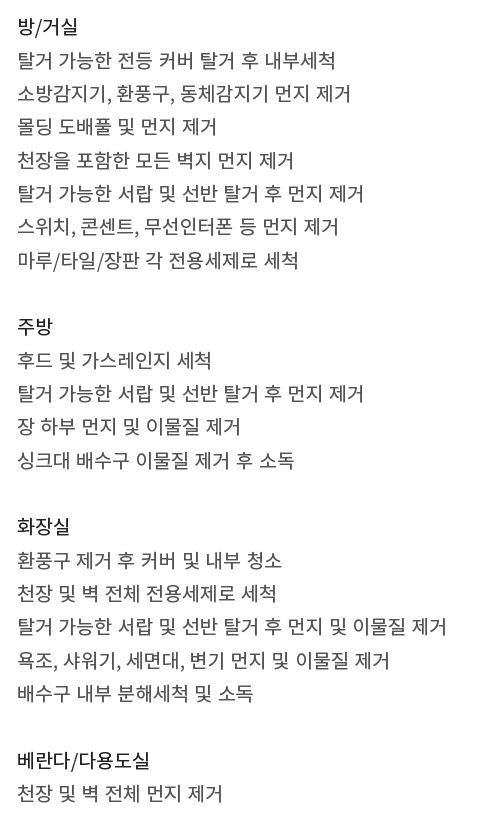 방/거실
탈거 가능한 전등 커버 탈거 후 내부세척
소방감지기, 환풍구, 동체감지기 먼지 제거
몰딩 도배풀 및 먼지 제거
천장을 포함한 모든 벽지 먼지 제거
탈거 가능한 서랍 및 선반 탈거 후 먼지 제거
스위치, 콘센트, 무선인터폰 등 먼지 제거
마루/타일/장판 각 전용세제로 세척
주방
후드 및 가스레인지 세척
탈거 가능한 서랍 및 선반 탈거 후 먼지 제거
장 하부 먼지 및 이물질 제거
싱크대 배수구 이물질 제거 후 소독
화장실
환풍구 제거 후 커버 및 내부 청소
천장 및 벽 전체 전용세제로 세척
탈거 가능한 서랍 및 선반 탈거 후 먼지 및 이물질 제거
욕조, 샤워기, 세면대, 변기 먼지 및 이물질 제거
배수구 내부 분해세척 및 소독
베란다/다용도실
천장 및 벽 전체 먼지 제거